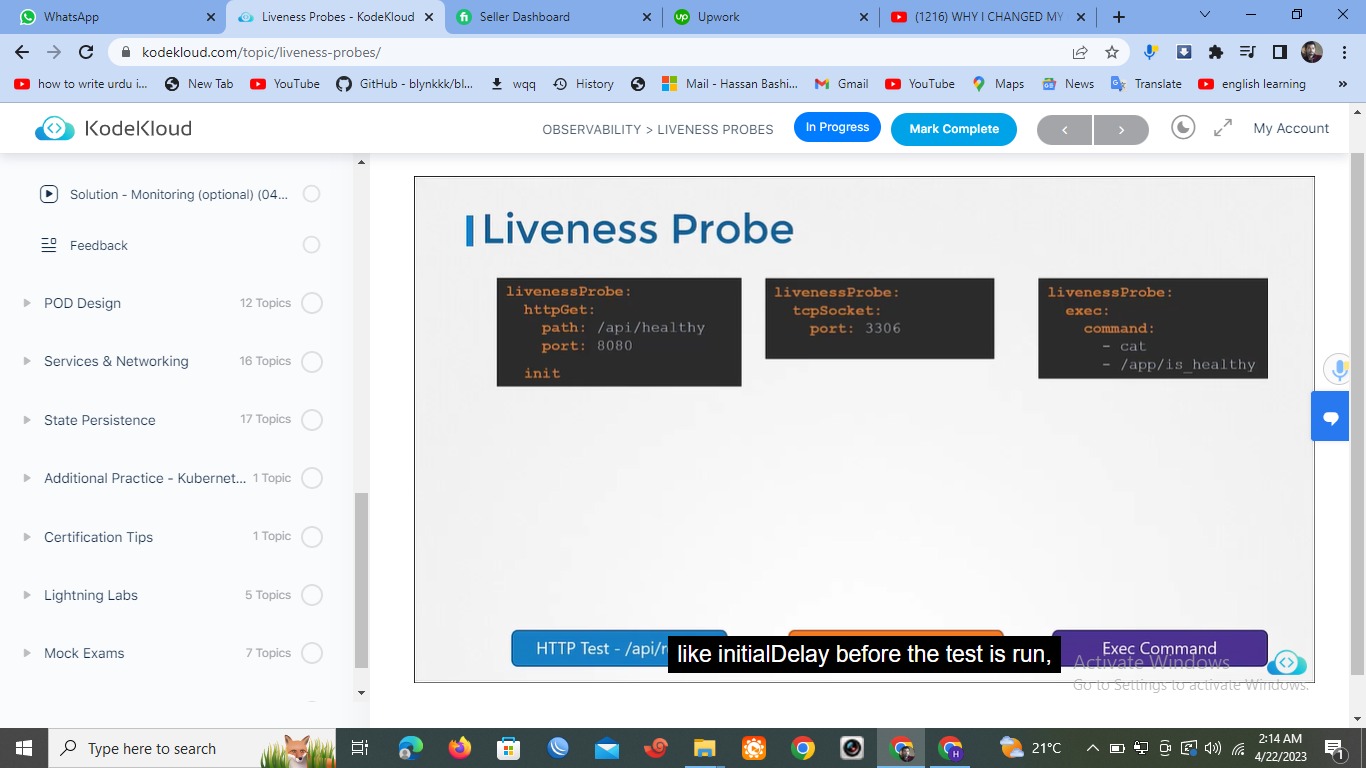 WhatsApp
Liveness Probes - KodeKloud
Seller Dashboard
Upwork
(1216) WHY I CHANGED MY
kodekloud.com/topic/liveness-probes/
how to write urdu i...
New Tab
YouTube
GitHub - blynkkk/bl...
wqq
History
Mail - Hassan Bashi...
Gmail
YouTube
Maps
News
Translate
english learning
»
KodeKloud
OBSERVABILITY > LIVENESS PROBES
In Progress
Mark Complete
My Account
Solution - Monitoring (optional) (04...
Feedback
POD Design 12 Topics
Services & Networking 16 Topics
State Persistence 17 Topics
Additional Practice - Kubernet... 1 Topic
Certification Tips 1 Topic
Lightning Labs 5 Topics
Mock Exams 7 Topics
Liveness Probe
livenessProbe:
httpGet:
path: /api/healthy
port: 8080
init
livenessProbe:
tcpSocket:
port: 3306
livenessProbe:
exec:
command:
- cat
- /app/is_healthy
HTTP Test - /api/r
like initialDelay before the test is run,
Exec Command
Activate Windows
Go to Settings to activate Windows.
Type here to search
21°C
2:14 AM
4/22/2023
1